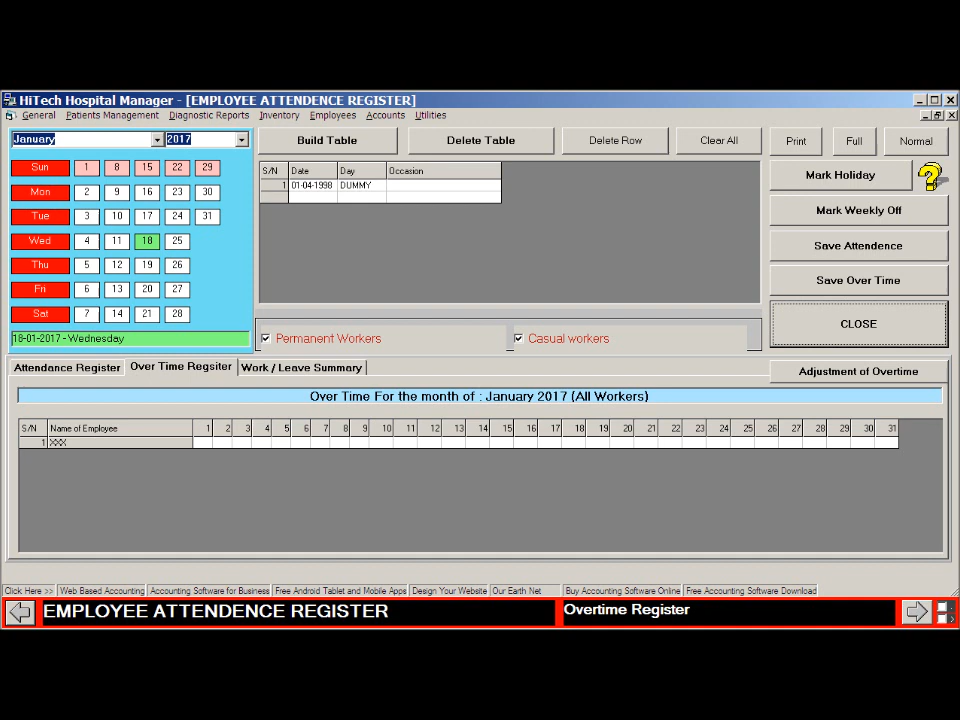 HiTech Hospital Manager - [EMPLOYEE ATTENDENCE REGISTER]
General Patients Management Diagnostic Reports Inventory Employees Accounts Utilities
January 2017
Build Table Delete Table Delete Row Clear All Print Full Normal
Sun 1 8 15 22 29
Mon 2 9 16 23 30
Tue 3 10 17 24 31
Wed 4 11 18 25
Thu 5 12 19 26
Fri 6 13 20 27
Sat 7 14 21 28
18-01-2017 - Wednesday
S/N Date Day Occasion
1 01-04-1998 DUMMY
Permanent Workers Casual workers
Mark Holiday
?
Mark Weekly Off
Save Attendence
Save Over Time
CLOSE
Attendance Register Over Time Regsiter Work / Leave Summary
Adjustment of Overtime
Over Time For the month of : January 2017 (All Workers)
S/N Name of Employee 1 2 3 4 5 6 7 8 9 10 11 12 13 14 15 16 17 18 19 20 21 22 23 24 25 26 27 28 29 30 31
1 XXX
Click Here >> Web Based Accounting Accounting Software for Business Free Android Tablet and Mobile Apps Design Your Website Our Earth Net Buy Accounting Software Online Free Accounting Software Download
EMPLOYEE ATTENDENCE REGISTER Overtime Register